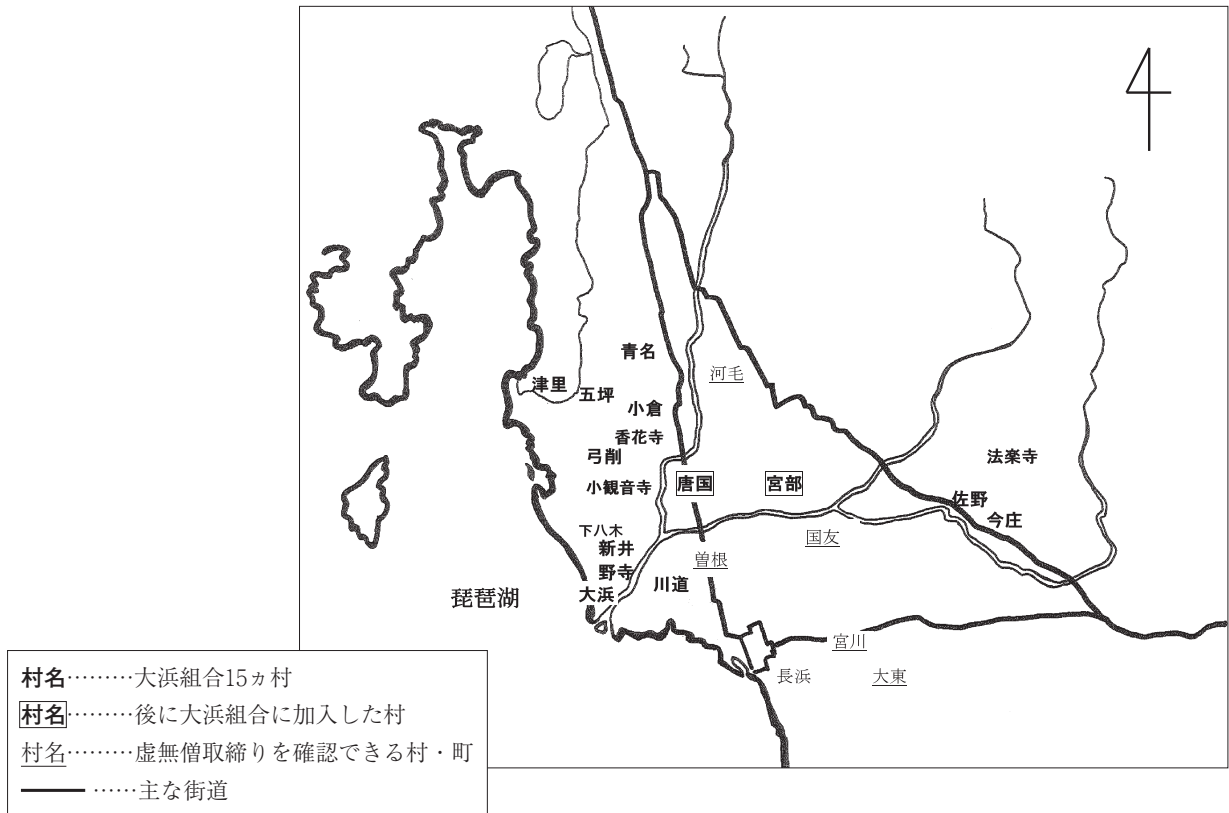 青名
河毛
津里
五坪
小倉
香花寺
弓削
法楽寺
小観音寺
唐国
宮部
佐野
今庄
下八木
国友
新井
曽根
野寺
川道
大浜
琵琶湖
宮川
長浜
大東
村名………大浜組合15ヵ村
村名………後に大浜組合に加入した村
村名………虚無僧取締りを確認できる村・町
……主な街道